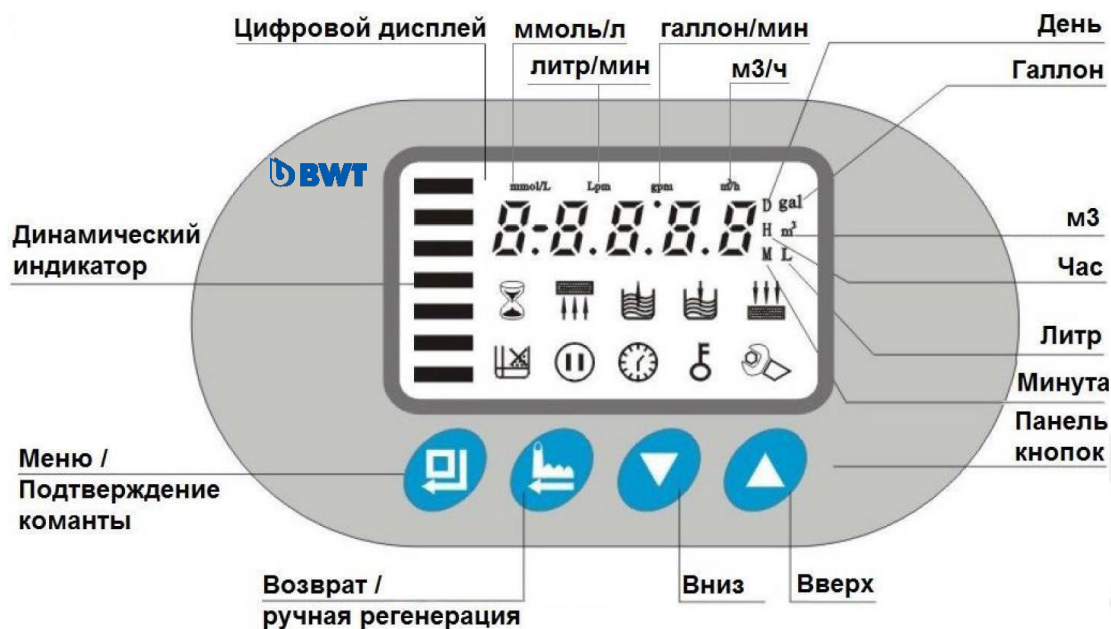 Цифровой дисплей
ммоль/л
галлон/мин
День
литр/мин
м3/ч
Галлон
BWT
mmol/L
Lpm
gpm
m³/h
D gal
8-8.8.8.8
H m³
M L
м3
Динамический
индикатор
Час
Литр
Минута
Панель
кнопок
Меню /
Подтверждение
команты
Возврат /
ручная регенерация
Вниз
Вверх